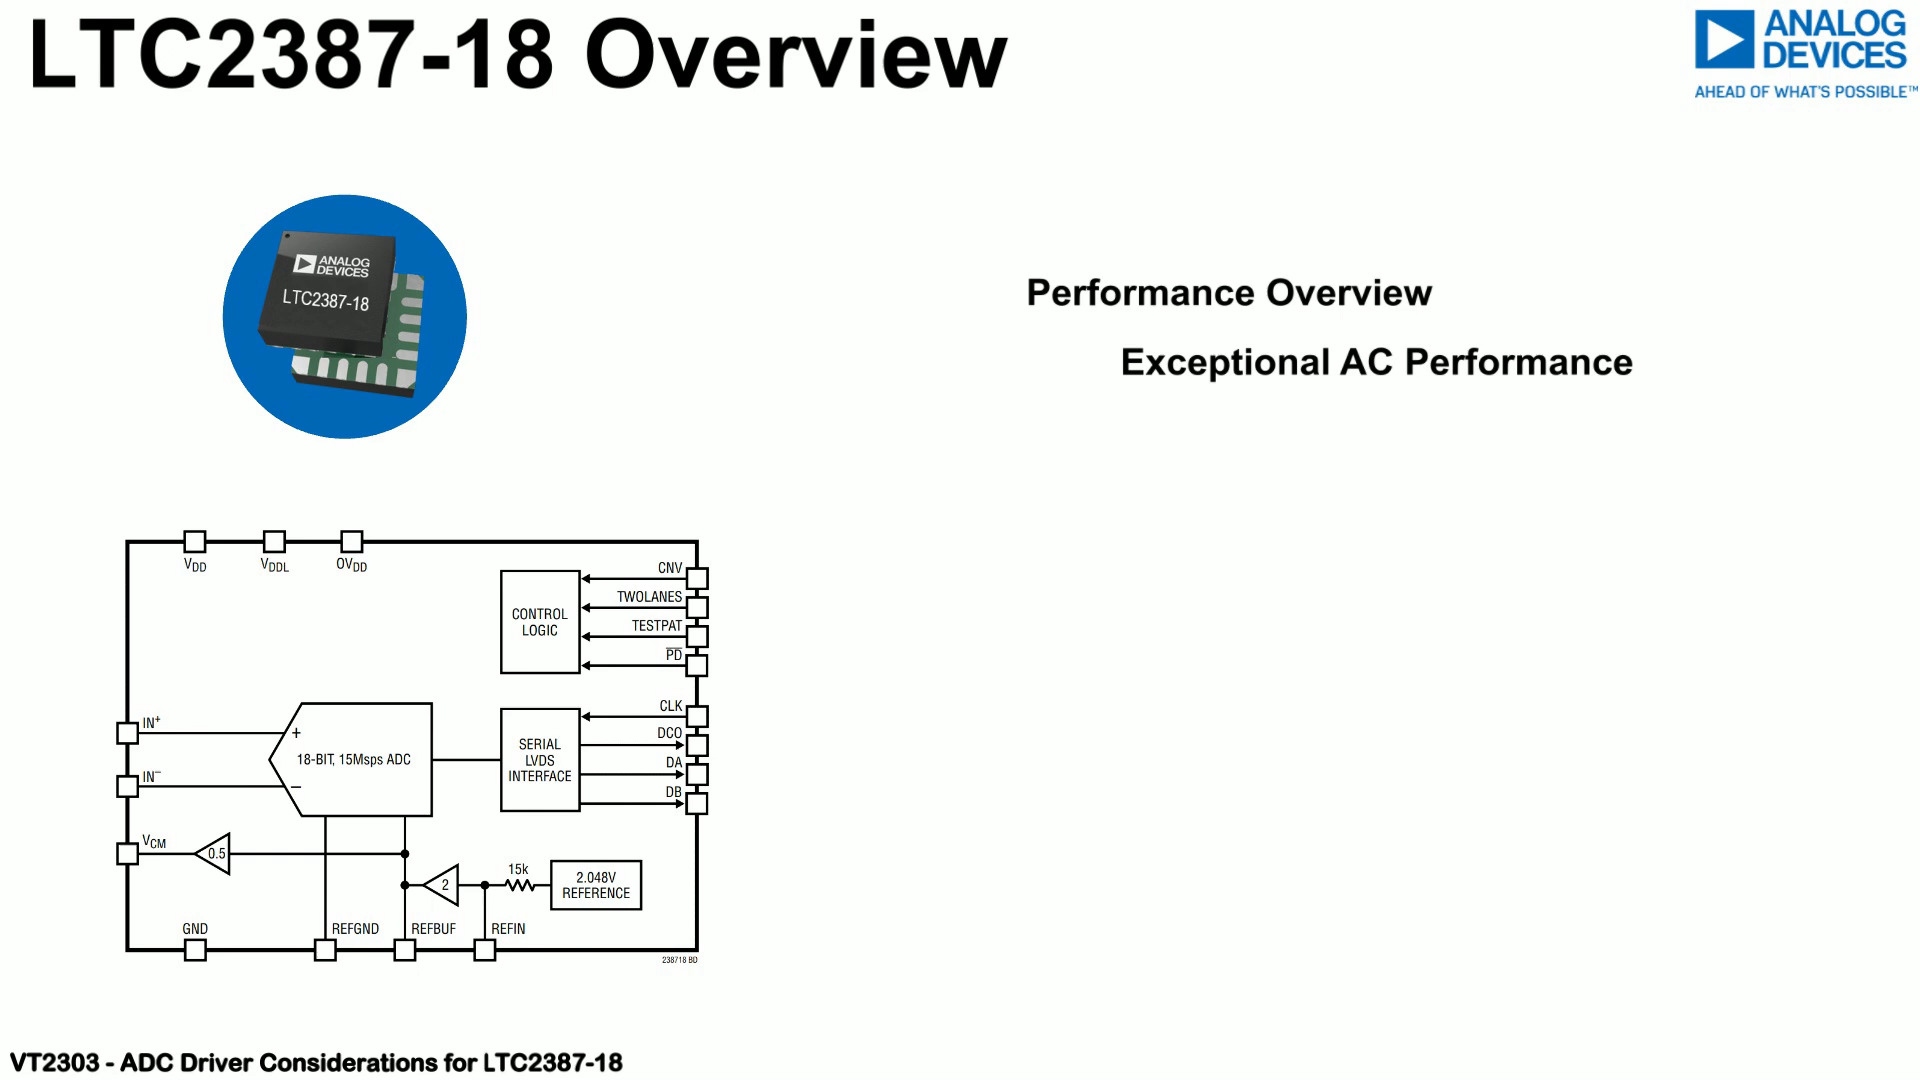 LTC2387-18 Overview
ANALOG
DEVICES
AHEAD OF WHAT'S POSSIBLE™
ANALOG
DEVICES
LTC2387-18
Performance Overview
Exceptional AC Performance
VDD
VDDL
OVDD
CONTROL
LOGIC
CNV
TWOLANES
TESTPAT
PD
IN+
IN−
+
−
18-BIT, 15Msps ADC
SERIAL
LVDS
INTERFACE
CLK
DCO
DA
DB
VCM
0.5
2
15k
2.048V
REFERENCE
GND
REFGND
REFBUF
REFIN
238718 BD
VT2303 - ADC Driver Considerations for LTC2387-18